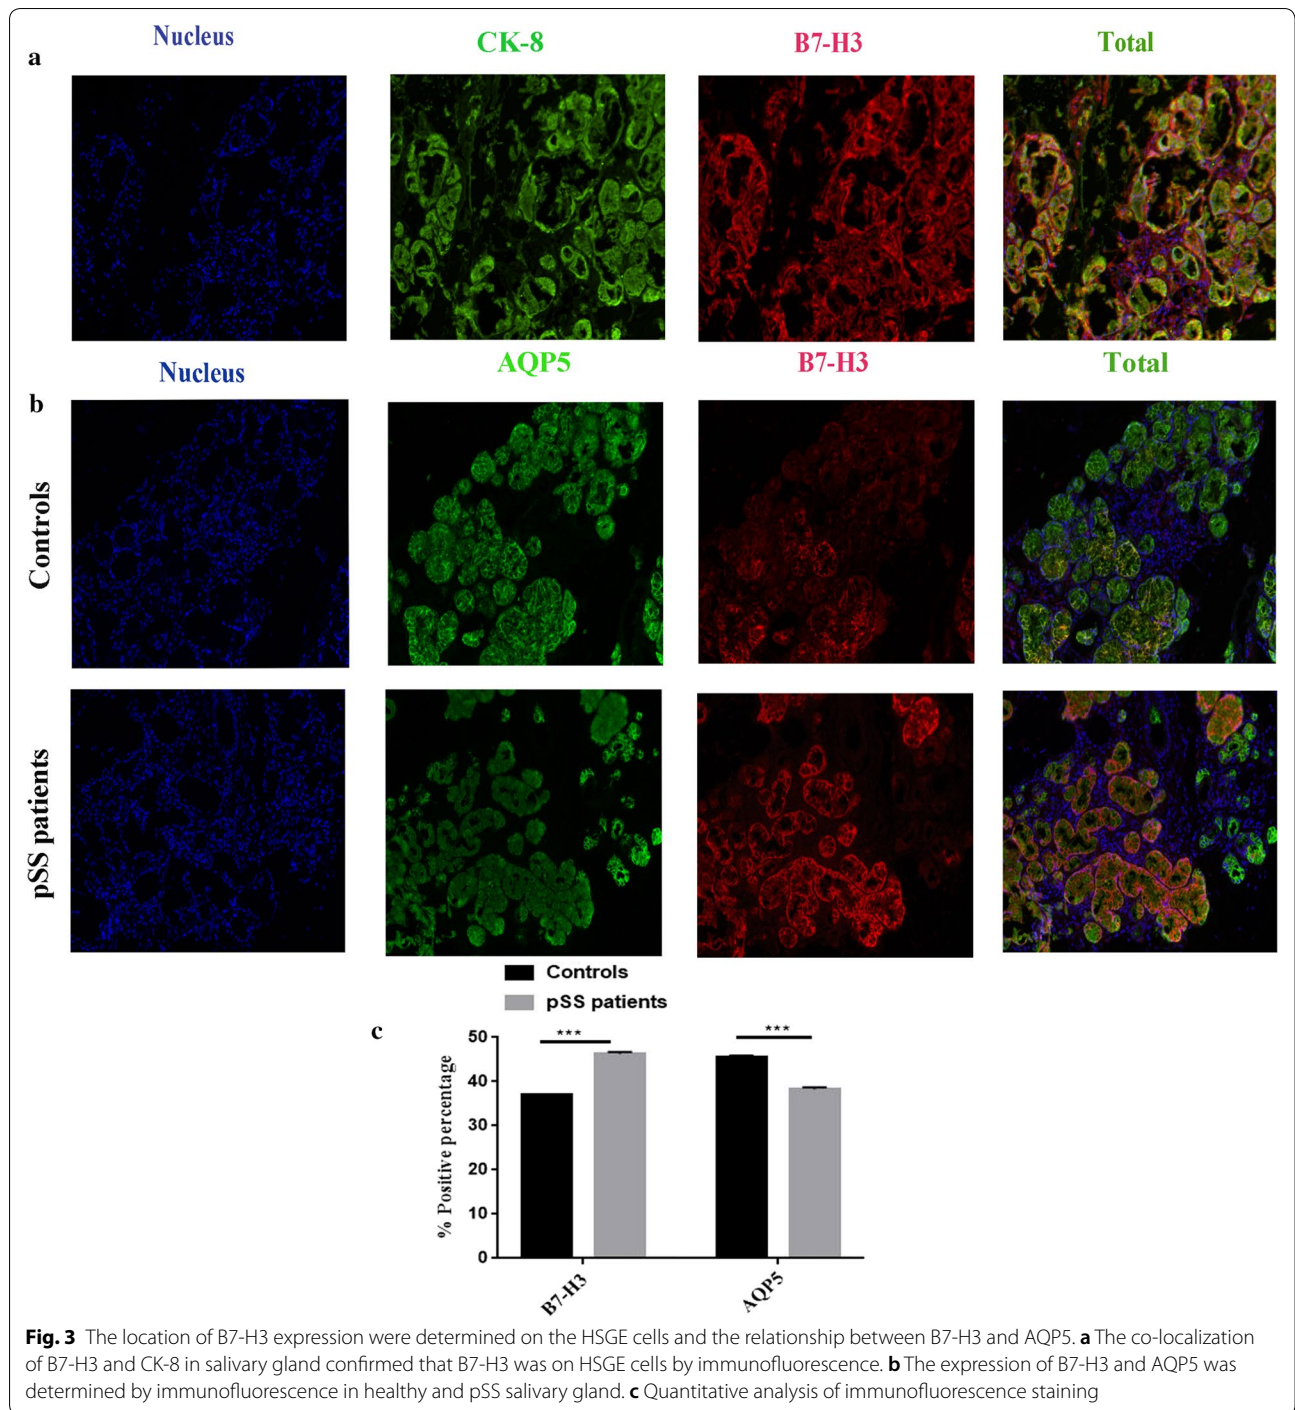 a
Nucleus CK-8 B7-H3 Total
Nucleus AQP5 B7-H3 Total
b
Controls
pSS patients
Controls
pSS patients
c
% Positive percentage
50
40
30
20
10
0
*** ***
B7-H3 AQP5
Fig. 3 The location of B7-H3 expression were determined on the HSGE cells and the relationship between B7-H3 and AQP5. a The co-localization
of B7-H3 and CK-8 in salivary gland confirmed that B7-H3 was on HSGE cells by immunofluorescence. b The expression of B7-H3 and AQP5 was
determined by immunofluorescence in healthy and pSS salivary gland. c Quantitative analysis of immunofluorescence staining